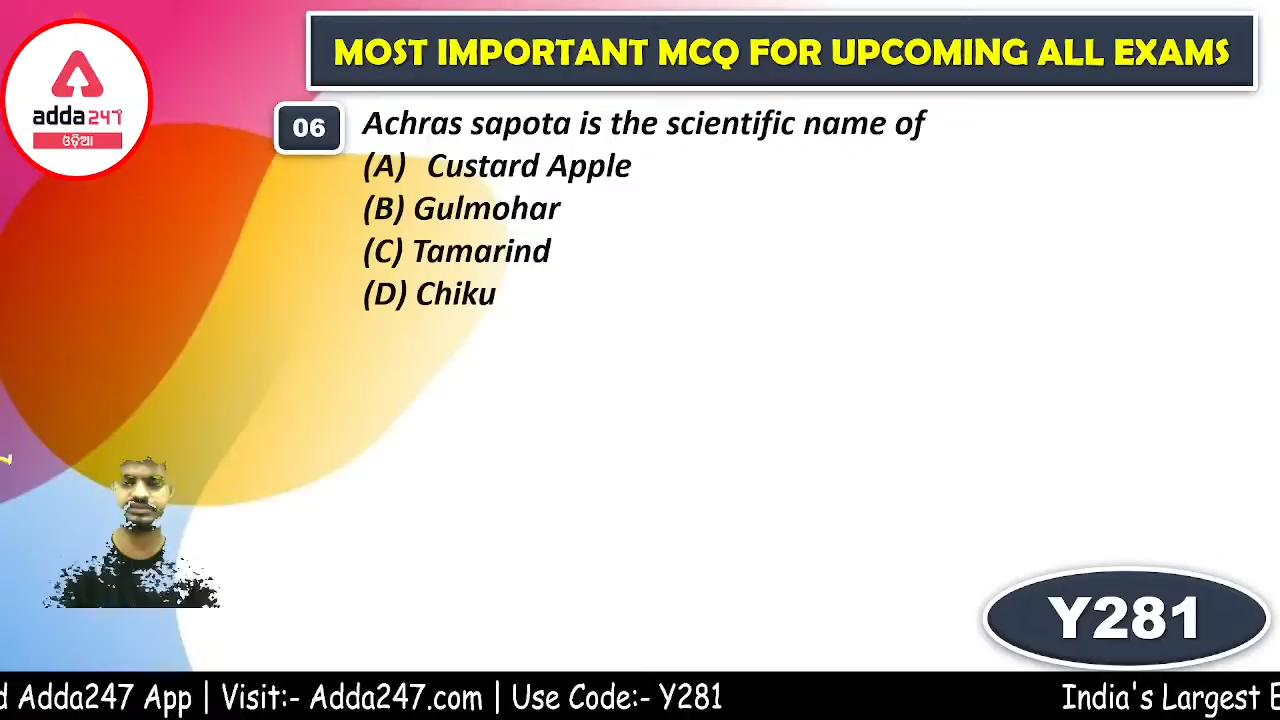 MOST IMPORTANT MCQ FOR UPCOMING ALL EXAMS
adda247
ଓଡ଼ିଆ
06
Achras sapota is the scientific name of
(A) Custard Apple
(B) Gulmohar
(C) Tamarind
(D) Chiku
Y281
d Adda247 App | Visit:- Adda247.com | Use Code:- Y281
India's Largest E